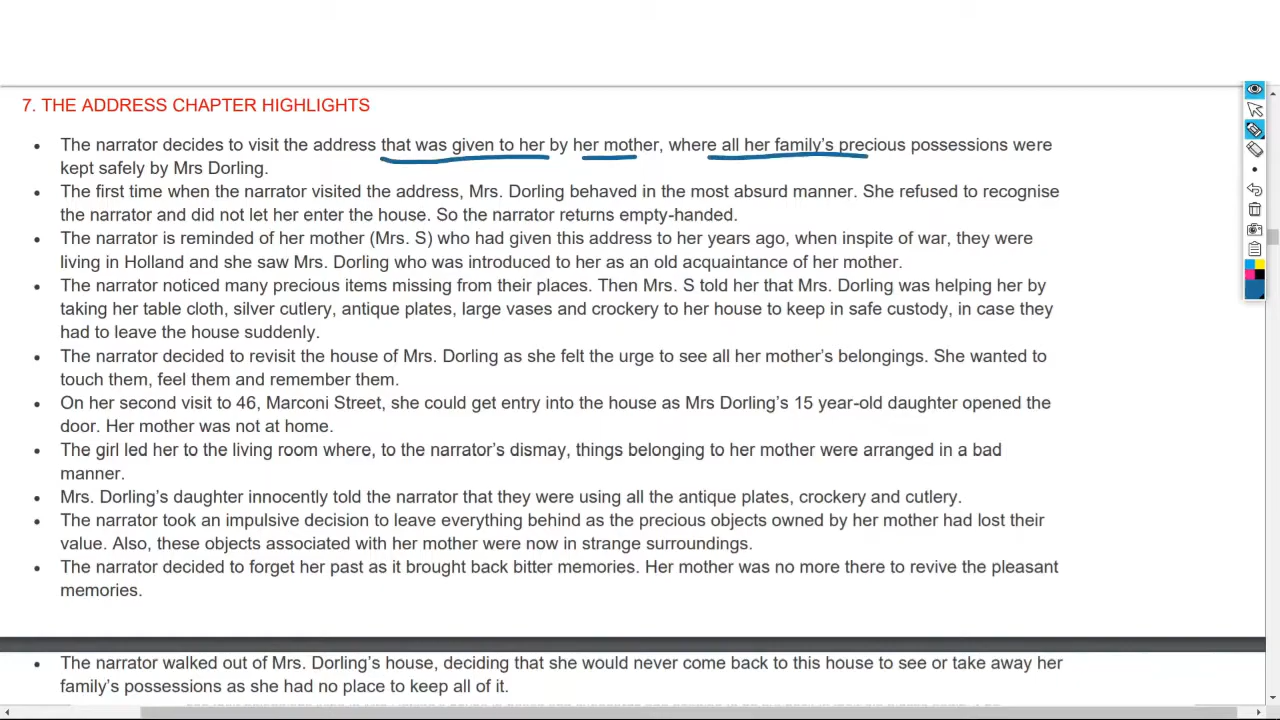 7. THE ADDRESS CHAPTER HIGHLIGHTS
• The narrator decides to visit the address that was given to her by her mother, where all her family’s precious possessions were
kept safely by Mrs Dorling.
• The first time when the narrator visited the address, Mrs. Dorling behaved in the most absurd manner. She refused to recognise
the narrator and did not let her enter the house. So the narrator returns empty-handed.
• The narrator is reminded of her mother (Mrs. S) who had given this address to her years ago, when inspite of war, they were
living in Holland and she saw Mrs. Dorling who was introduced to her as an old acquaintance of her mother.
• The narrator noticed many precious items missing from their places. Then Mrs. S told her that Mrs. Dorling was helping her by
taking her table cloth, silver cutlery, antique plates, large vases and crockery to her house to keep in safe custody, in case they
had to leave the house suddenly.
• The narrator decided to revisit the house of Mrs. Dorling as she felt the urge to see all her mother’s belongings. She wanted to
touch them, feel them and remember them.
• On her second visit to 46, Marconi Street, she could get entry into the house as Mrs Dorling’s 15 year-old daughter opened the
door. Her mother was not at home.
• The girl led her to the living room where, to the narrator’s dismay, things belonging to her mother were arranged in a bad
manner.
• Mrs. Dorling’s daughter innocently told the narrator that they were using all the antique plates, crockery and cutlery.
• The narrator took an impulsive decision to leave everything behind as the precious objects owned by her mother had lost their
value. Also, these objects associated with her mother were now in strange surroundings.
• The narrator decided to forget her past as it brought back bitter memories. Her mother was no more there to revive the pleasant
memories.
• The narrator walked out of Mrs. Dorling’s house, deciding that she would never come back to this house to see or take away her
family’s possessions as she had no place to keep all of it.